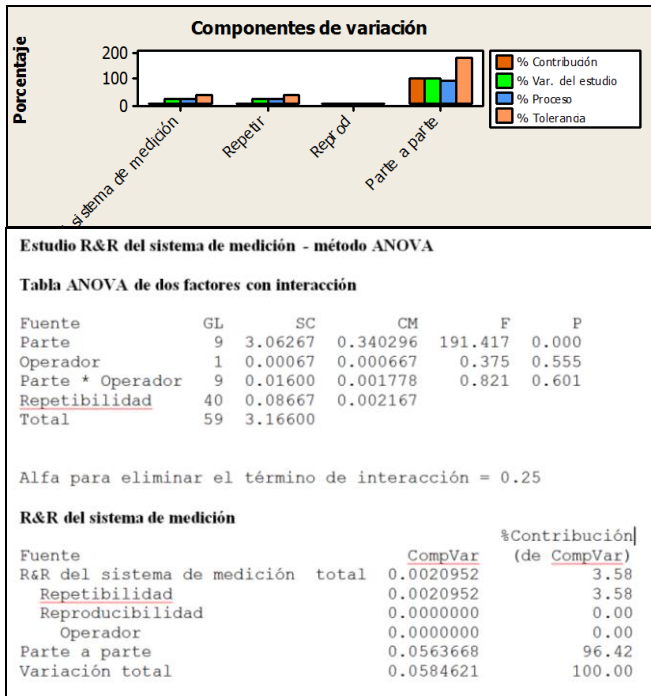 Componentes de variación
Porcentaje
200
100
0
sistema de medición
Repetir
Reprod
Parte a parte
% Contribución
% Var. del estudio
% Proceso
% Tolerancia
Estudio R&R del sistema de medición - método ANOVA
Tabla ANOVA de dos factores con interacción
Fuente GL SC CM F P
Parte 9 3.06267 0.340296 191.417 0.000
Operador 1 0.00067 0.000667 0.375 0.555
Parte * Operador 9 0.01600 0.001778 0.821 0.601
Repetibilidad 40 0.08667 0.002167
Total 59 3.16600
Alfa para eliminar el término de interacción = 0.25
R&R del sistema de medición
%Contribución
Fuente CompVar (de CompVar)
R&R del sistema de medición total 0.0020952 3.58
Repetibilidad 0.0020952 3.58
Reproducibilidad 0.0000000 0.00
Operador 0.0000000 0.00
Parte a parte 0.0563668 96.42
Variación total 0.0584621 100.00